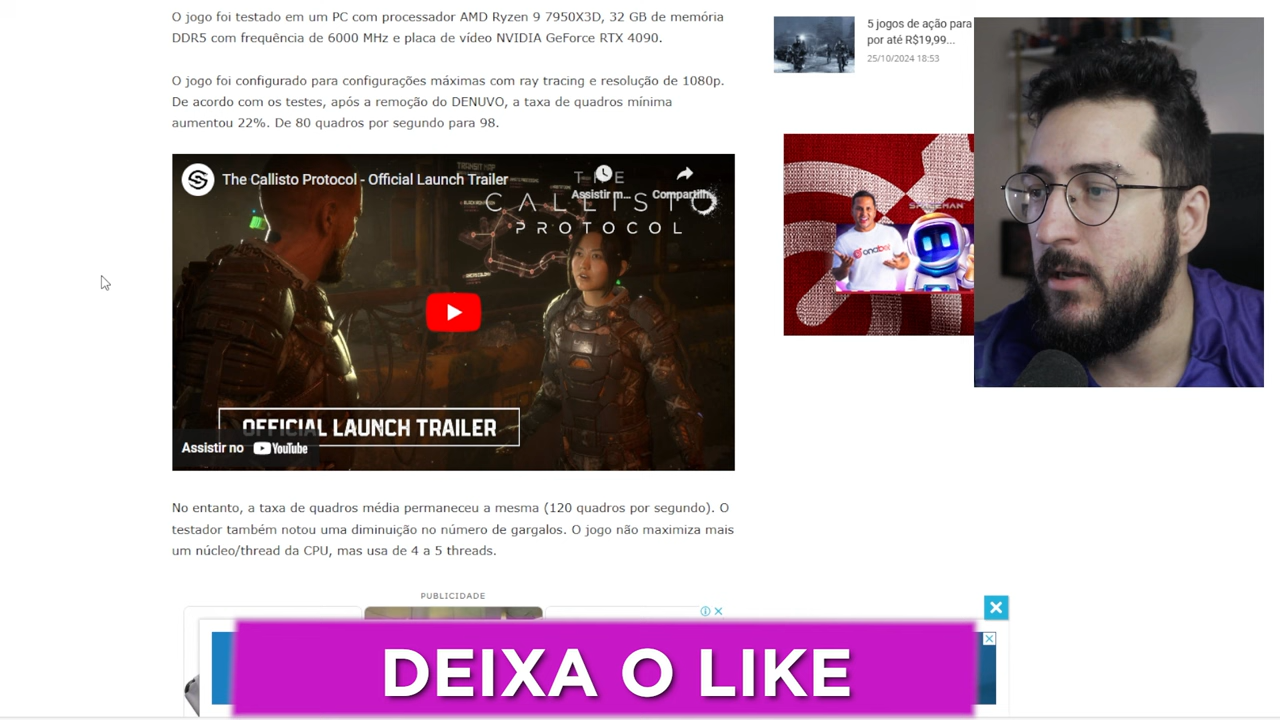 O jogo foi testado em um PC com processador AMD Ryzen 9 7950X3D, 32 GB de memória
DDR5 com frequência de 6000 MHz e placa de vídeo NVIDIA GeForce RTX 4090.
O jogo foi configurado para configurações máximas com ray tracing e resolução de 1080p.
De acordo com os testes, após a remoção do DENUVO, a taxa de quadros mínima
aumentou 22%. De 80 quadros por segundo para 98.
5 jogos de ação para
por até R$19,99...
25/10/2024 18:53
The Callisto Protocol - Official Launch Trailer
Assistir m...
Compartilh
TRANSIT MAP
THE
CALLISTO
PROTOCOL
SPACEMAN
OFFICIAL LAUNCH TRAILER
Assistir no YouTube
No entanto, a taxa de quadros média permaneceu a mesma (120 quadros por segundo). O
testador também notou uma diminuição no número de gargalos. O jogo não maximiza mais
um núcleo/thread da CPU, mas usa de 4 a 5 threads.
PUBLICIDADE
DEIXA O LIKE